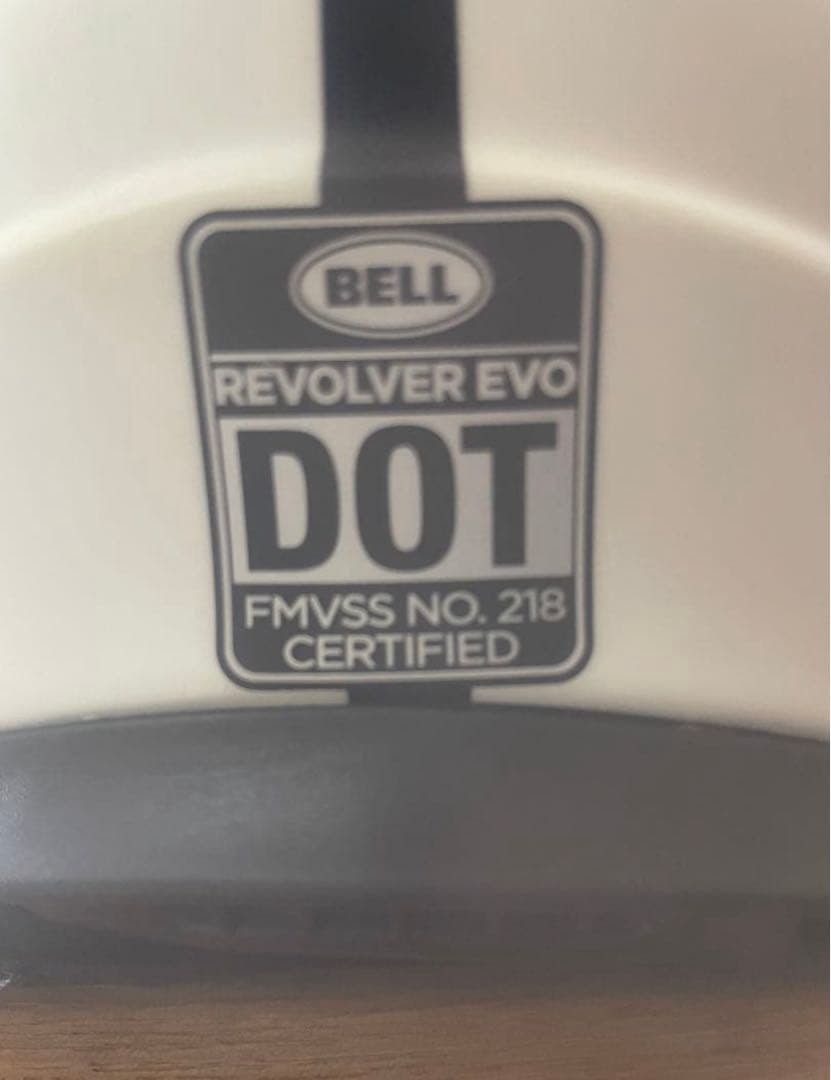 BELL
REVOLVER EVO
DOT
FMVSS NO. 218
CERTIFIED